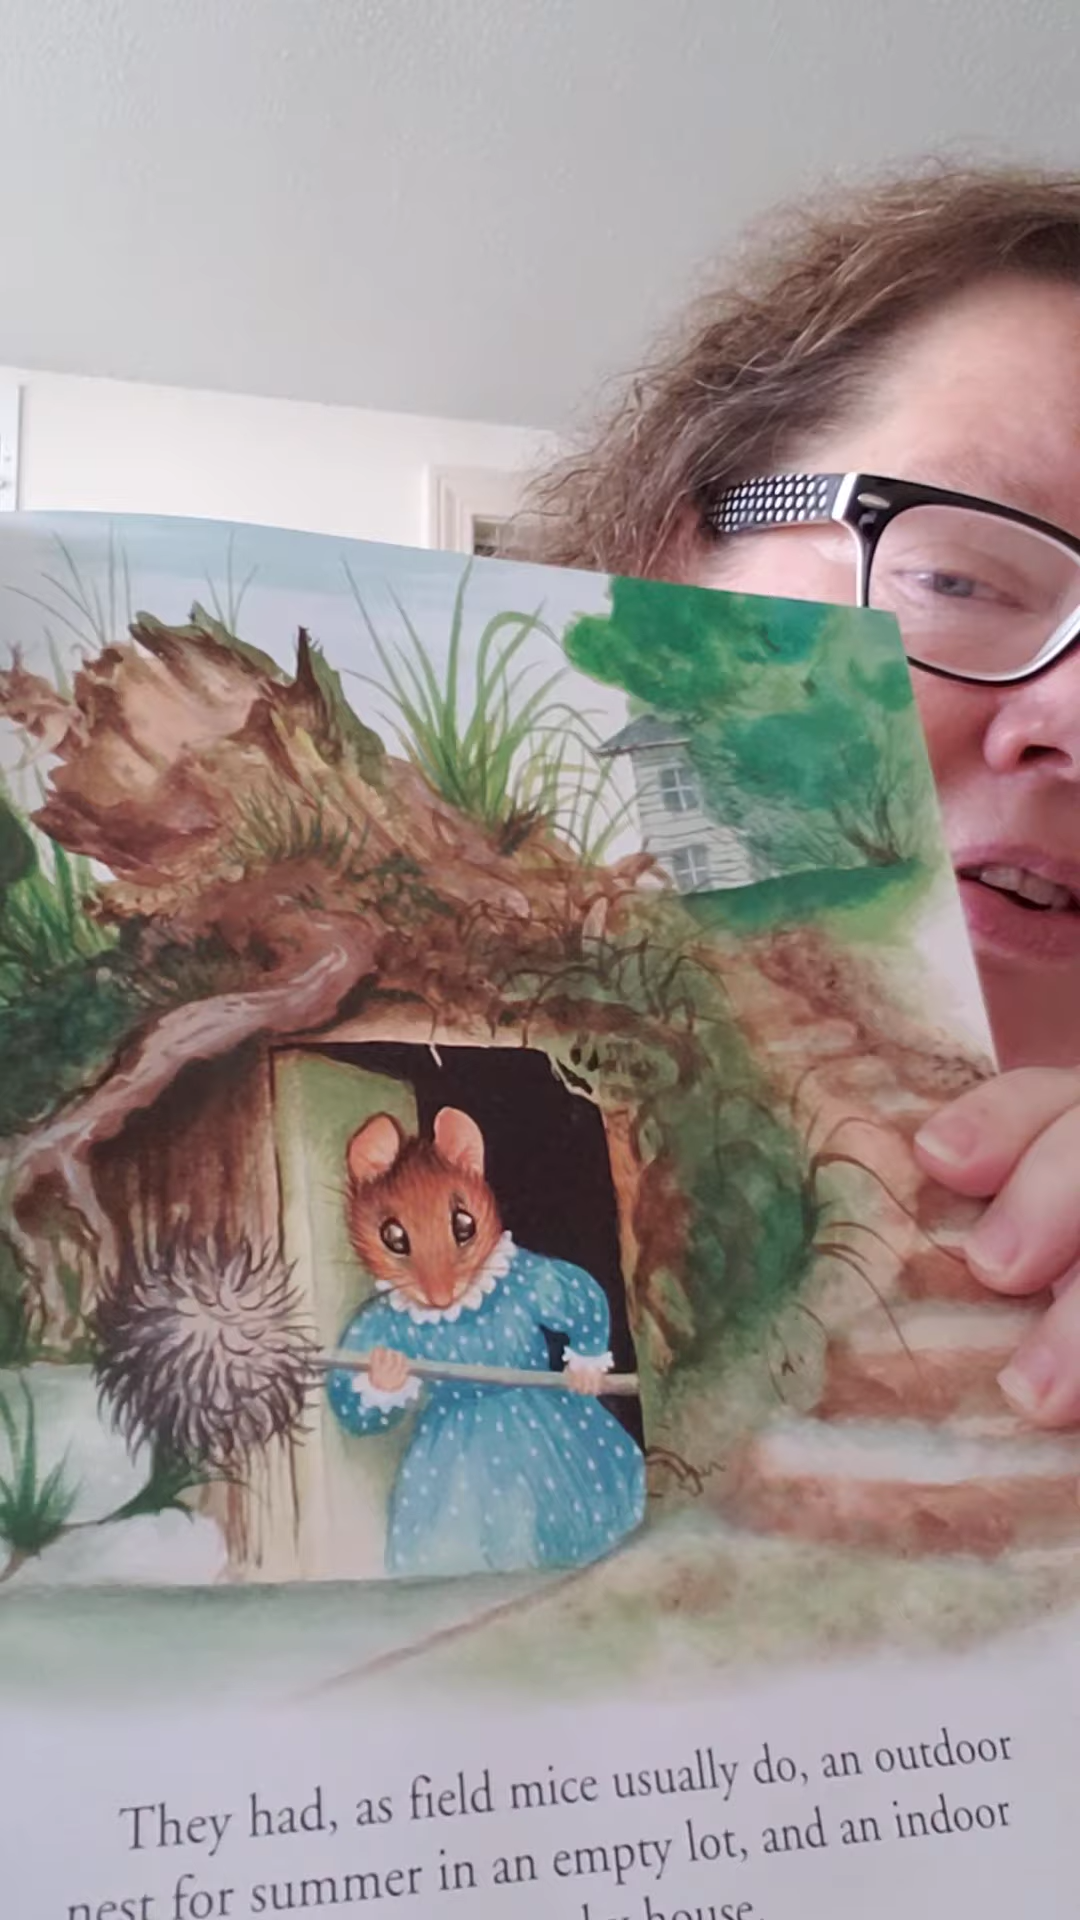 They had, as field mice usually do, an outdoor
nest for summer in an empty lot, and an indoor
house.